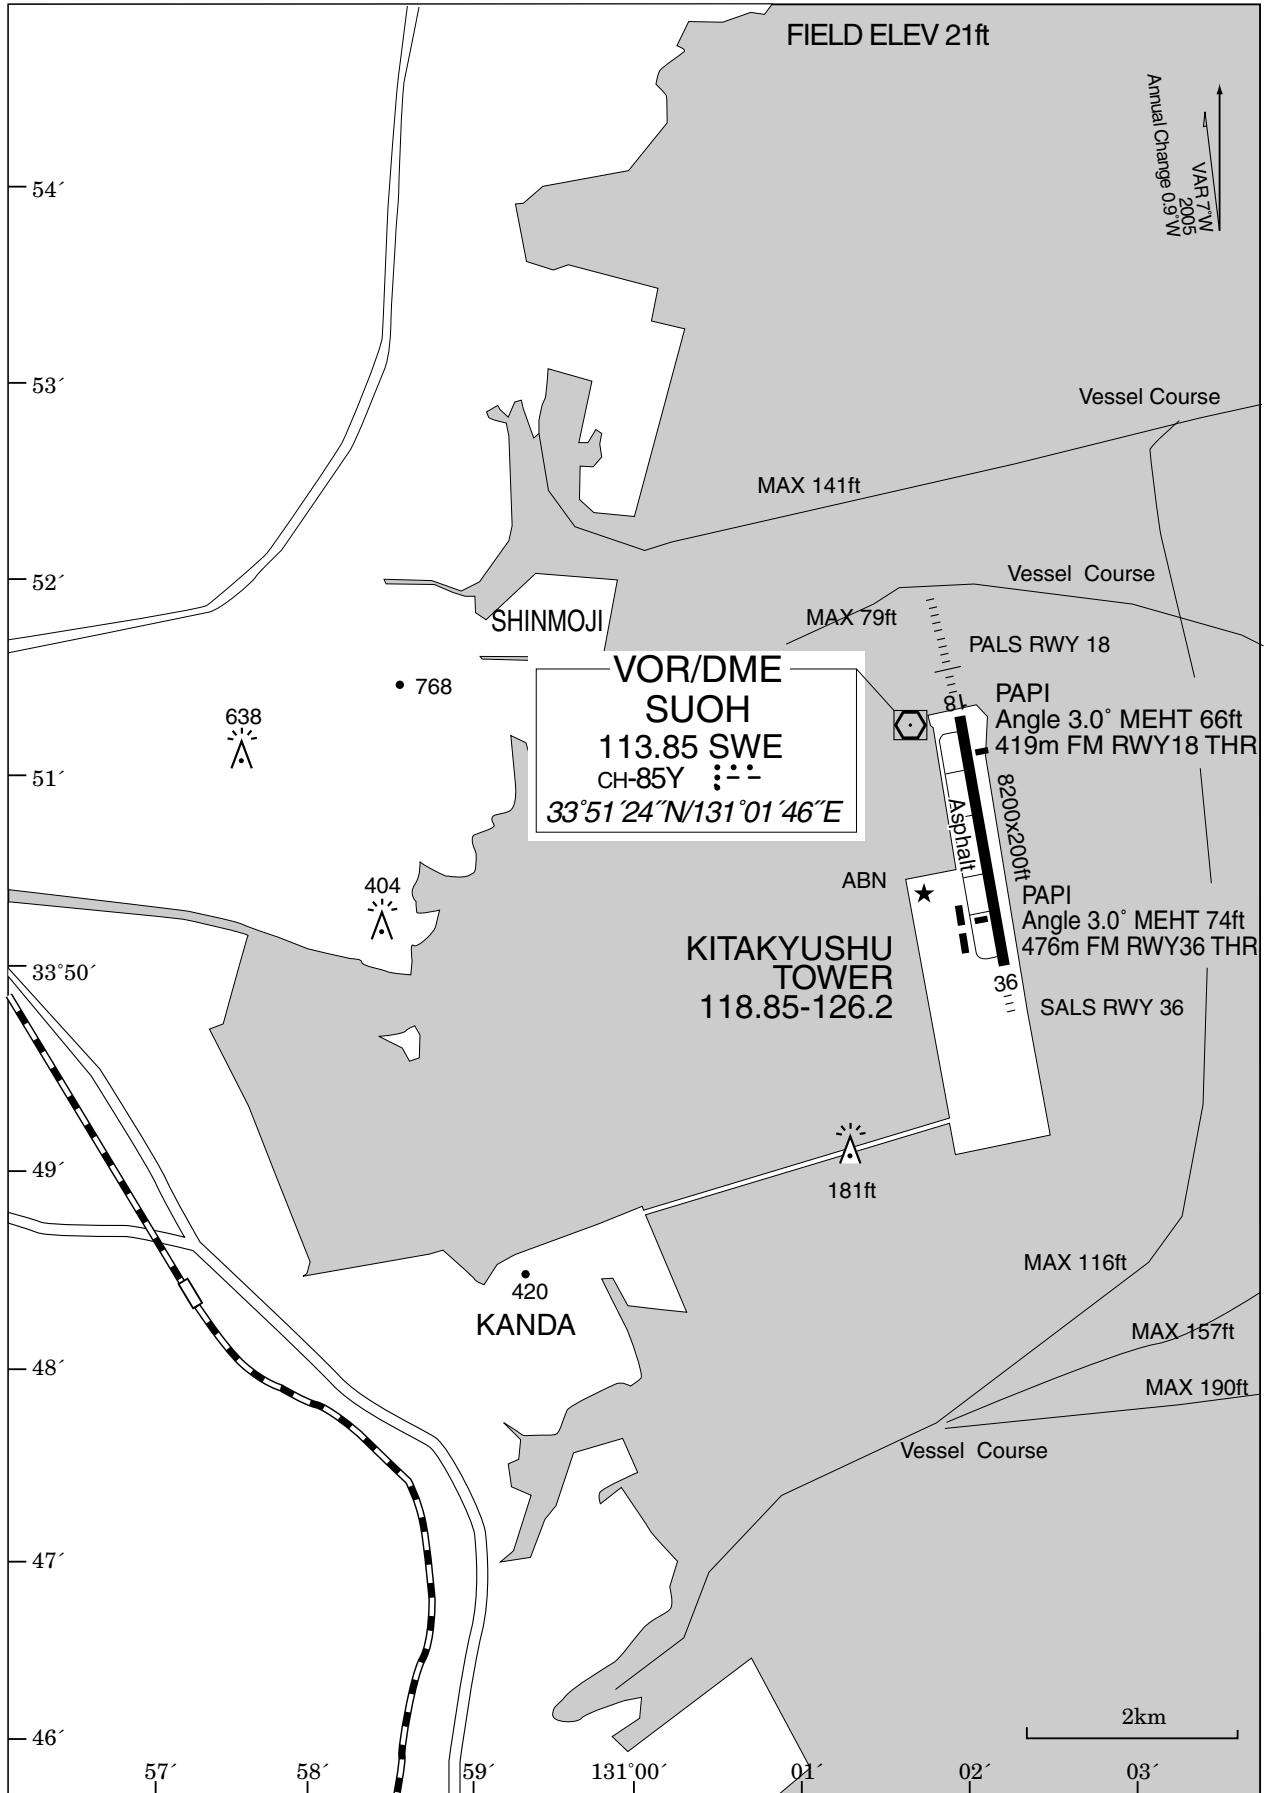 FIELD ELEV 21ft
VAR 7°W
2005
Annual Change 0.9°W
54´
53´
Vessel Course
MAX 141ft
52´
Vessel Course
MAX 79ft
SHINMOJI
PALS RWY 18
768
638
VOR/DME
SUOH
113.85 SWE
CH-85Y
33°51´24˝N/131°01´46˝E
18
PAPI
Angle 3.0° MEHT 66ft
419m FM RWY18 THR
51´
8200x200ft
Asphalt
ABN
404
PAPI
Angle 3.0° MEHT 74ft
476m FM RWY36 THR
KITAKYUSHU
TOWER
118.85-126.2
33°50´
36
SALS RWY 36
49´
181ft
MAX 116ft
420
KANDA
MAX 157ft
48´
MAX 190ft
Vessel Course
47´
46´
2km
57´
58´
59´
131°00´
01´
02´
03´